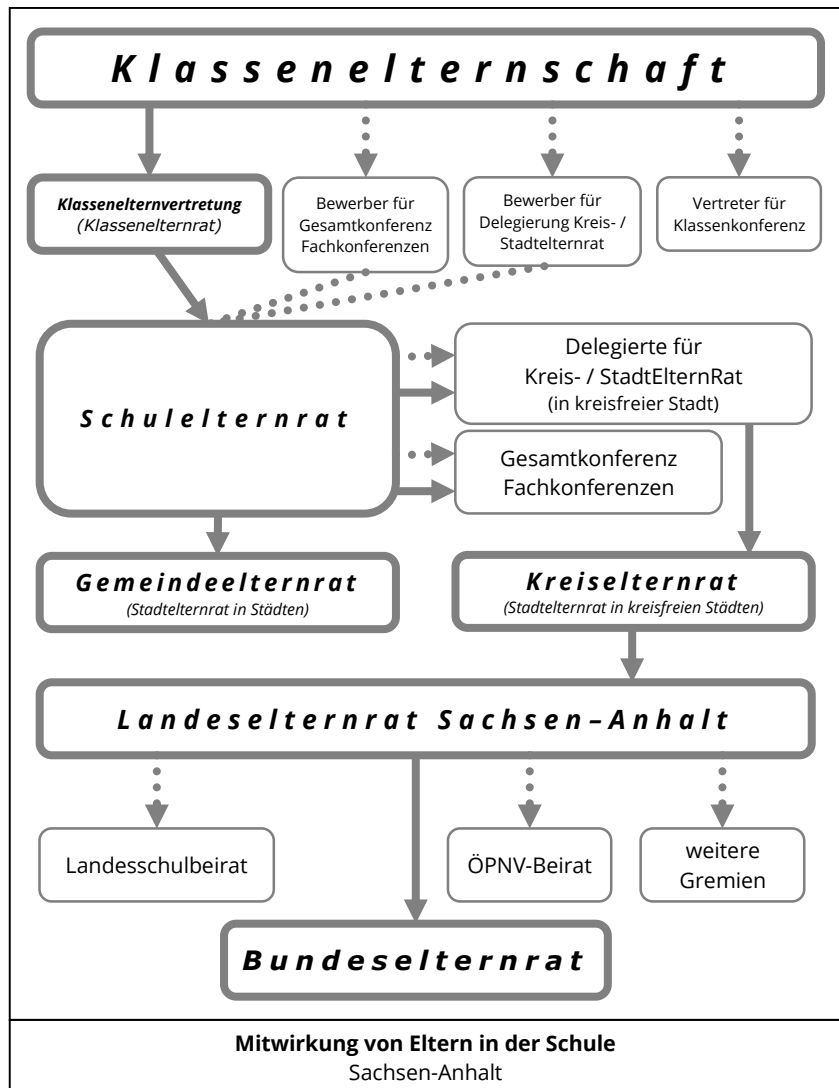 Klassenelternschaft
Klassenelternvertretung
(Klassenelternrat)
Bewerber für
Gesamtkonferenz
Fachkonferenzen
Bewerber für
Delegierung Kreis- /
Stadtelternrat
Vertreter für
Klassenkonferenz
Schulelternrat
Delegierte für
Kreis- / StadtElternRat
(in kreisfreier Stadt)
Gesamtkonferenz
Fachkonferenzen
Gemeindeelternrat
(Stadtelternrat in Städten)
Kreiselternrat
(Stadtelternrat in kreisfreien Städten)
Landeselternrat Sachsen–Anhalt
Landesschulbeirat
ÖPNV-Beirat
weitere
Gremien
Bundeselternrat
Mitwirkung von Eltern in der Schule
Sachsen-Anhalt